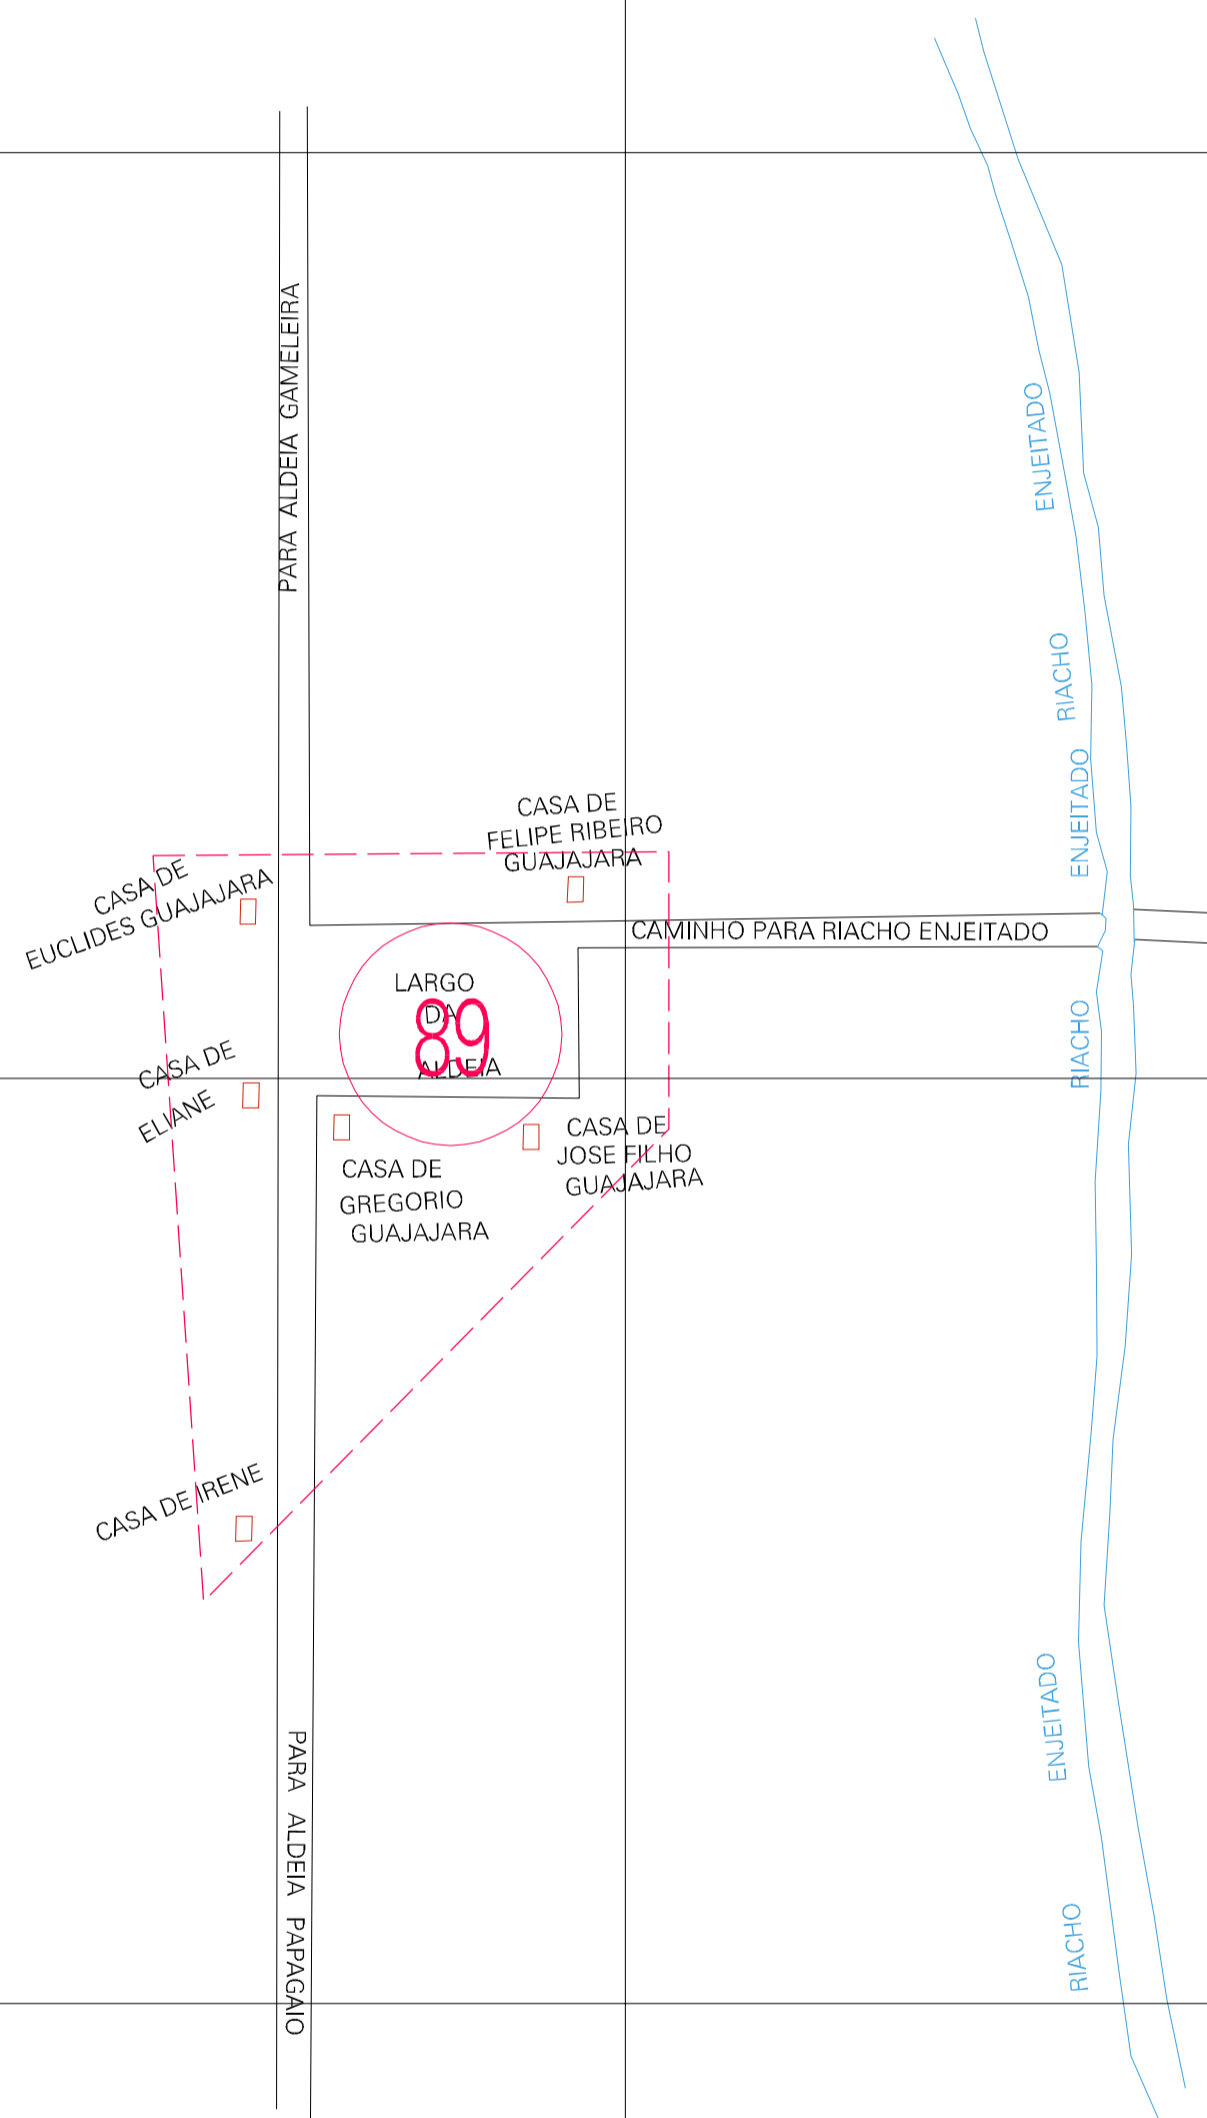 PARA ALDEIA GAMELEIRA
ENJEITADO
RIACHO
ENJEITADO
CASA DE
FELIPE RIBEIRO
GUAJAJARA
CASA DE
EUCLIDES GUAJAJARA
CAMINHO PARA RIACHO ENJEITADO
LARGO
DA
89
ALDEIA
RIACHO
CASA DE
ELIANE
CASA DE
JOSE FILHO
GUAJAJARA
CASA DE
GREGORIO
GUAJAJARA
CASA DE IRENE
ENJEITADO
PARA ALDEIA PAPAGAIO
RIACHO